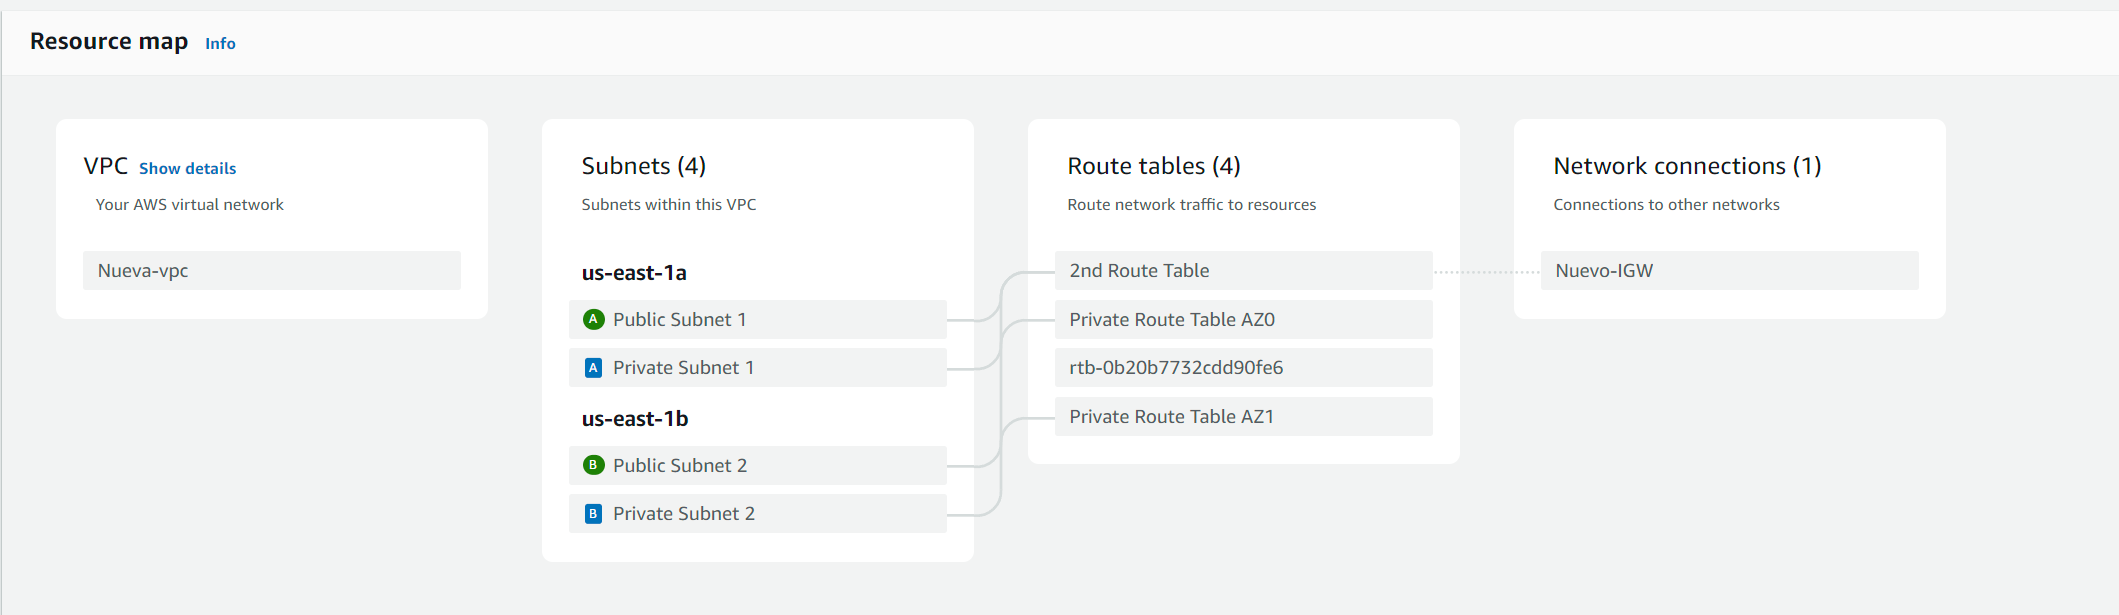 Resource map Info
VPC Show details
Your AWS virtual network
Nueva-vpc
Subnets (4)
Subnets within this VPC
us-east-1a
A Public Subnet 1
A Private Subnet 1
us-east-1b
B Public Subnet 2
B Private Subnet 2
Route tables (4)
Route network traffic to resources
2nd Route Table
Private Route Table AZ0
rtb-0b20b7732cdd90fe6
Private Route Table AZ1
Network connections (1)
Connections to other networks
Nuevo-IGW